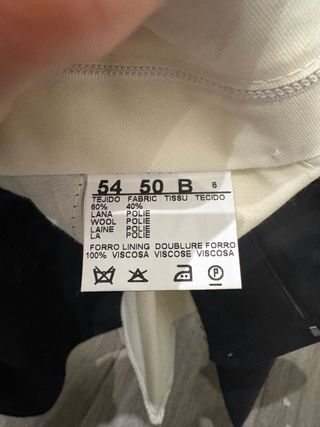 54 50 B 6
TEJIDO FABRIC TISSU TECIDO
60% 40%
LANA POLIE
WOOL POLIE
LAINE POLIE
LA POLIE
FORRO LINING DOUBLURE FORRO
100% VISCOSA VISCOSE VISCOSA
F